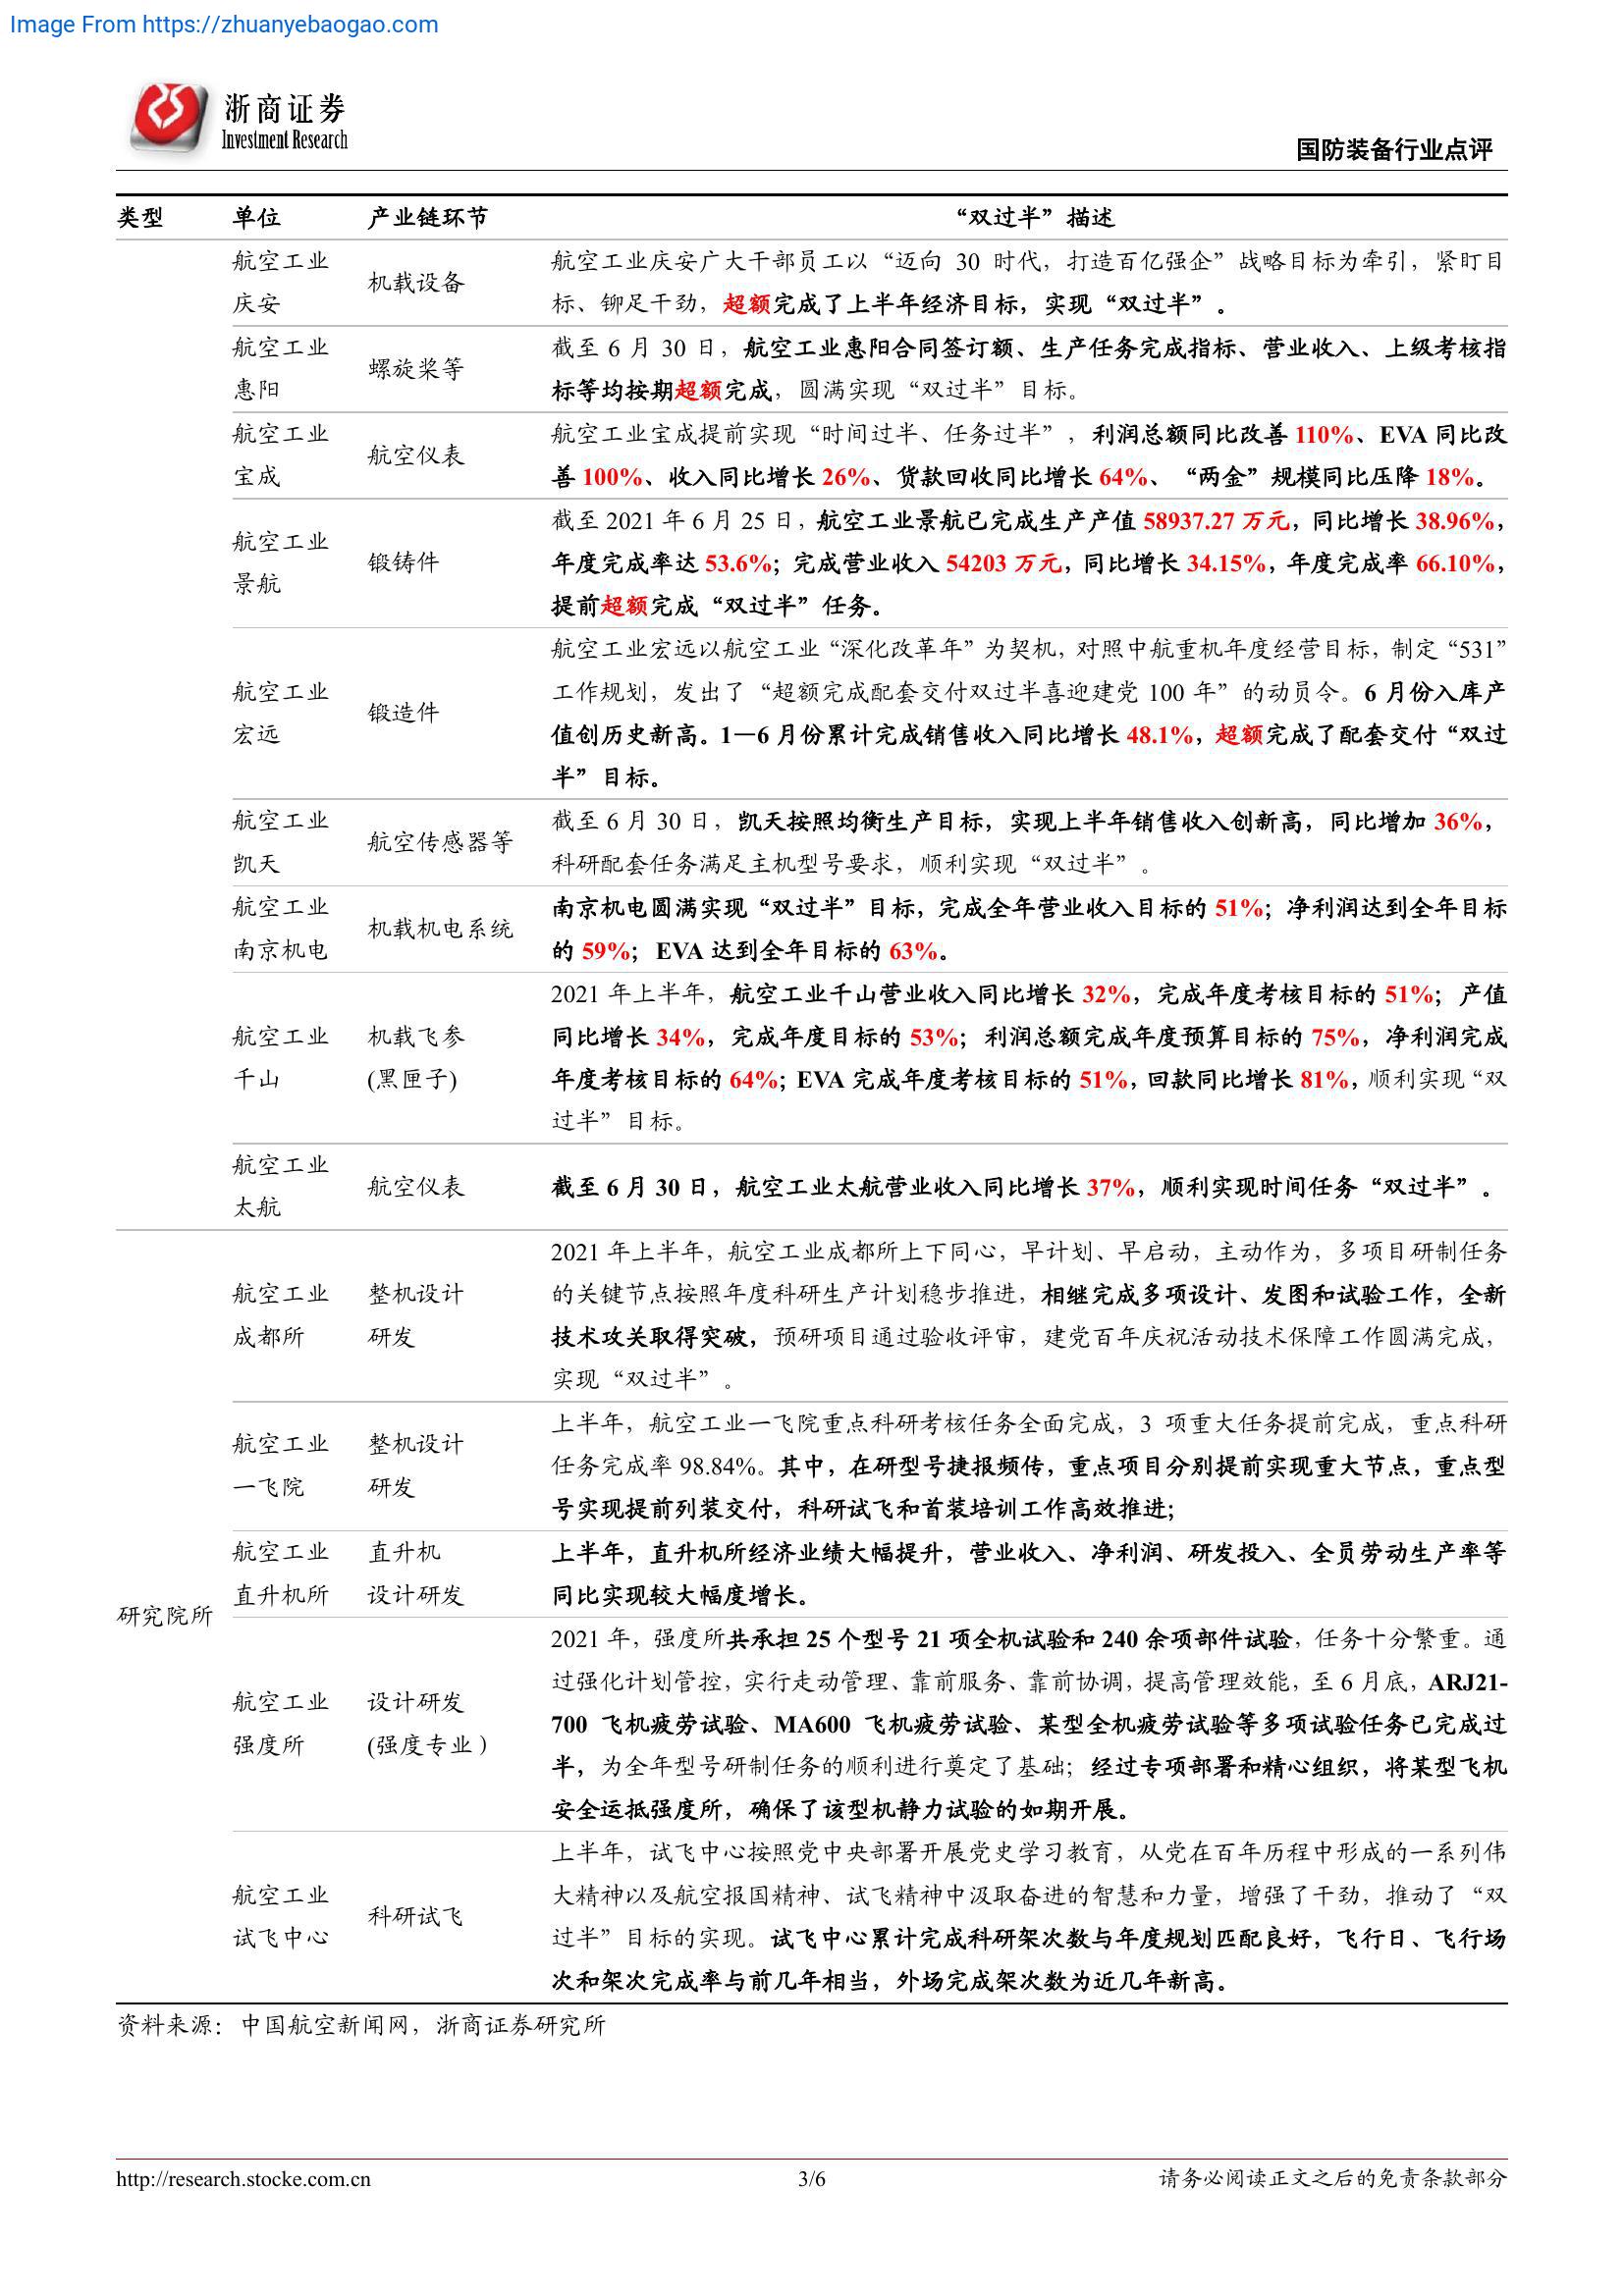 Image From https://zhuanyebaogao.com
浙商证券
Investment Research
国防装备行业点评
类型 单位 产业链环节 “双过半”描述
航空工业
庆安
机载设备
航空工业庆安广大干部员工以“迈向 30 时代，打造百亿强企”战略目标为牵引，紧盯目
标、铆足干劲，超额完成了上半年经济目标，实现“双过半”。
航空工业
惠阳
螺旋桨等
截至 6 月 30 日，航空工业惠阳合同签订额、生产任务完成指标、营业收入、上级考核指
标等均按期超额完成，圆满实现“双过半”目标。
航空工业
宝成
航空仪表
航空工业宝成提前实现“时间过半、任务过半”，利润总额同比改善 110%、EVA 同比改
善 100%、收入同比增长 26%、货款回收同比增长 64%、“两金”规模同比压降 18%。
航空工业
景航
锻铸件
截至 2021 年 6 月 25 日，航空工业景航已完成生产产值 58937.27 万元，同比增长 38.96%，
年度完成率达 53.6%；完成营业收入 54203 万元，同比增长 34.15%，年度完成率 66.10%，
提前超额完成“双过半”任务。
航空工业
宏远
锻造件
航空工业宏远以航空工业“深化改革年”为契机，对照中航重机年度经营目标，制定“531”
工作规划，发出了“超额完成配套交付双过半喜迎建党 100 年”的动员令。6 月份入库产
值创历史新高。1—6 月份累计完成销售收入同比增长 48.1%，超额完成了配套交付“双过
半”目标。
航空工业
凯天
航空传感器等
截至 6 月 30 日，凯天按照均衡生产目标，实现上半年销售收入创新高，同比增加 36%，
科研配套任务满足主机型号要求，顺利实现“双过半”。
航空工业
南京机电
机载机电系统
南京机电圆满实现“双过半”目标，完成全年营业收入目标的 51%；净利润达到全年目标
的 59%；EVA 达到全年目标的 63%。
航空工业
千山
机载飞参
(黑匣子)
2021 年上半年，航空工业千山营业收入同比增长 32%，完成年度考核目标的 51%；产值
同比增长 34%，完成年度目标的 53%；利润总额完成年度预算目标的 75%，净利润完成
年度考核目标的 64%；EVA 完成年度考核目标的 51%，回款同比增长 81%，顺利实现“双
过半”目标。
航空工业
太航
航空仪表
截至 6 月 30 日，航空工业太航营业收入同比增长 37%，顺利实现时间任务“双过半”。
研究院所
航空工业
成都所
整机设计
研发
2021 年上半年，航空工业成都所上下同心，早计划、早启动，主动作为，多项目研制任务
的关键节点按照年度科研生产计划稳步推进，相继完成多项设计、发图和试验工作，全新
技术攻关取得突破，预研项目通过验收评审，建党百年庆祝活动技术保障工作圆满完成，
实现“双过半”。
航空工业
一飞院
整机设计
研发
上半年，航空工业一飞院重点科研考核任务全面完成，3 项重大任务提前完成，重点科研
任务完成率 98.84%。其中，在研型号捷报频传，重点项目分别提前实现重大节点，重点型
号实现提前列装交付，科研试飞和首装培训工作高效推进；
航空工业
直升机所
直升机
设计研发
上半年，直升机所经济业绩大幅提升，营业收入、净利润、研发投入、全员劳动生产率等
同比实现较大幅度增长。
航空工业
强度所
设计研发
(强度专业）
2021 年，强度所共承担 25 个型号 21 项全机试验和 240 余项部件试验，任务十分繁重。通
过强化计划管控，实行走动管理、靠前服务、靠前协调，提高管理效能，至 6 月底，ARJ21-
700 飞机疲劳试验、MA600 飞机疲劳试验、某型全机疲劳试验等多项试验任务已完成过
半，为全年型号研制任务的顺利进行奠定了基础；经过专项部署和精心组织，将某型飞机
安全运抵强度所，确保了该型机静力试验的如期开展。
航空工业
试飞中心
科研试飞
上半年，试飞中心按照党中央部署开展党史学习教育，从党在百年历程中形成的一系列伟
大精神以及航空报国精神、试飞精神中汲取奋进的智慧和力量，增强了干劲，推动了“双
过半”目标的实现。试飞中心累计完成科研架次数与年度规划匹配良好，飞行日、飞行场
次和架次完成率与前几年相当，外场完成架次数为近几年新高。
资料来源：中国航空新闻网，浙商证券研究所
http://research.stocke.com.cn 3/6 请务必阅读正文之后的免责条款部分